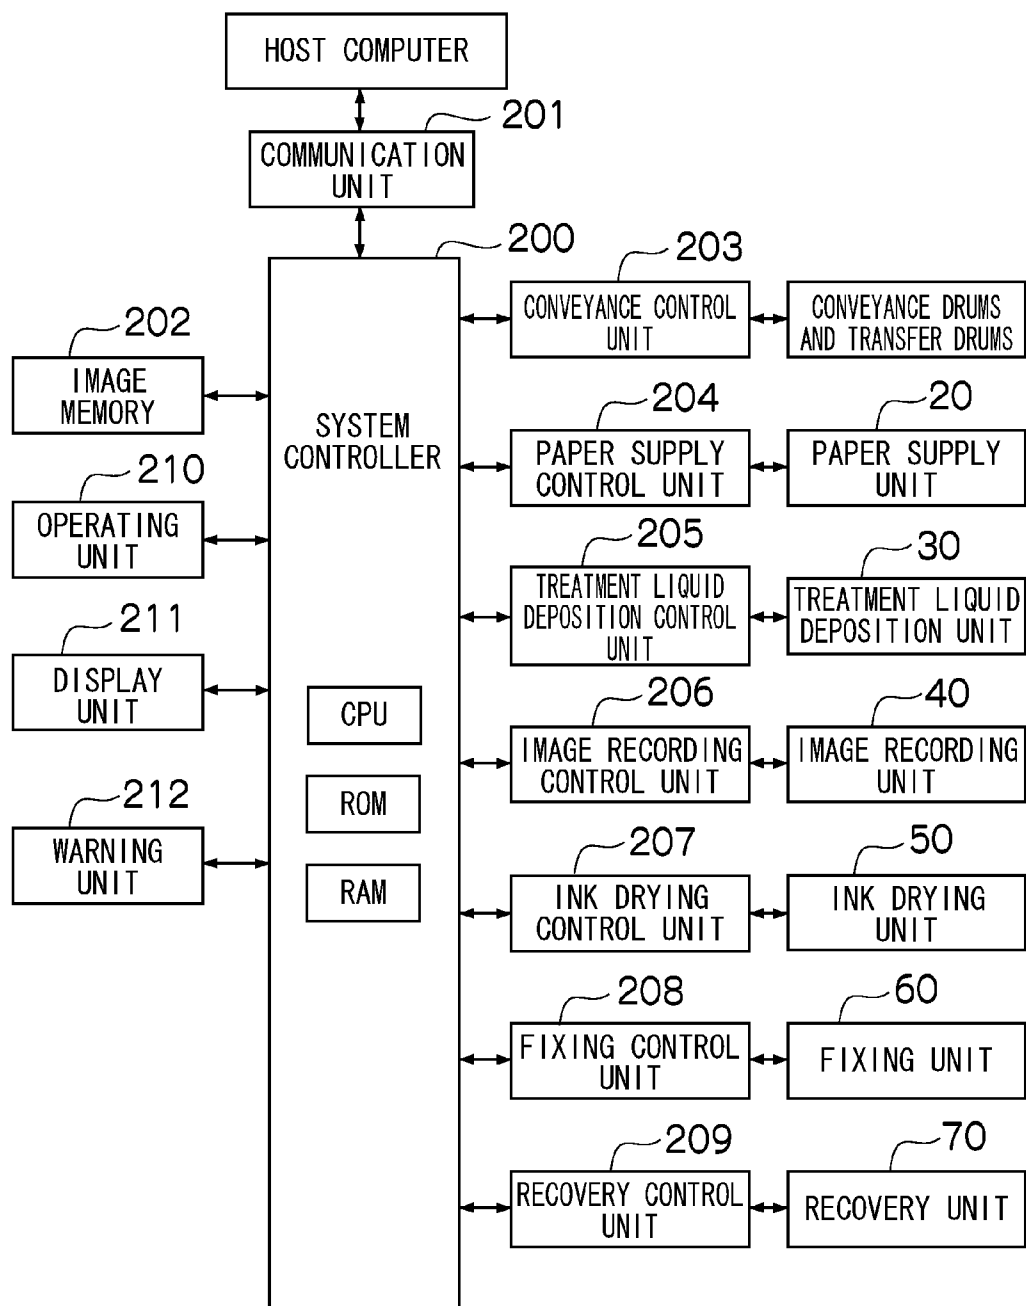 HOST COMPUTER
201
COMMUNICATION
UNIT
200
203
CONVEYANCE CONTROL
UNIT
CONVEYANCE DRUMS
AND TRANSFER DRUMS
202
IMAGE
MEMORY
SYSTEM
CONTROLLER
204
PAPER SUPPLY
CONTROL UNIT
20
PAPER SUPPLY
UNIT
210
OPERATING
UNIT
205
TREATMENT LIQUID
DEPOSITION CONTROL
UNIT
30
TREATMENT LIQUID
DEPOSITION UNIT
211
DISPLAY
UNIT
CPU
206
IMAGE RECORDING
CONTROL UNIT
40
IMAGE RECORDING
UNIT
212
WARNING
UNIT
ROM
RAM
207
INK DRYING
CONTROL UNIT
50
INK DRYING
UNIT
208
FIXING CONTROL
UNIT
60
FIXING UNIT
209
RECOVERY CONTROL
UNIT
70
RECOVERY UNIT